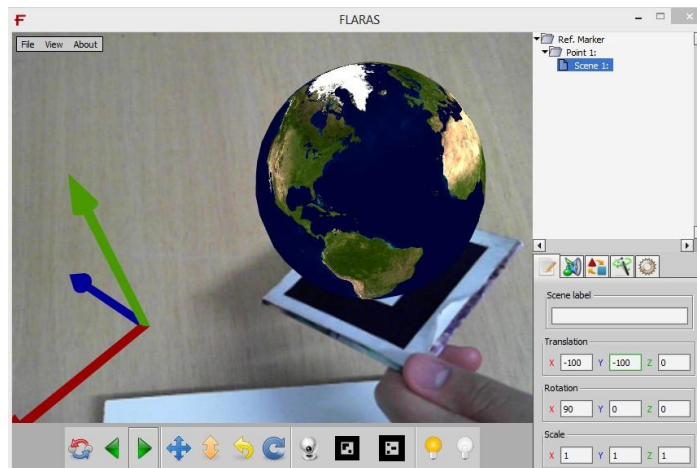 FLARAS
File View About
Ref. Marker
Point 1:
Scene 1:
Scene label
Translation
X -100 Y -100 Z 0
Rotation
X 90 Y 0 Z 0
Scale
X 1 Y 1 Z 1